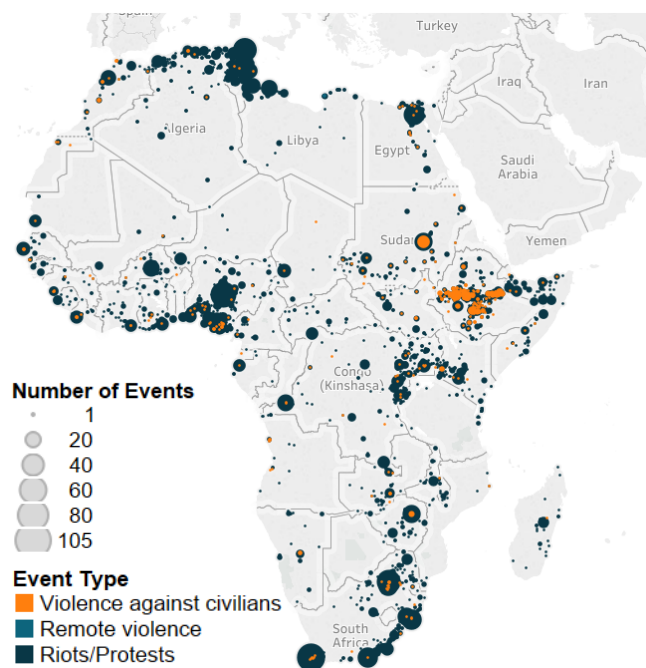 Spain
Turkey
Iraq
Iran
Algeria
Libya
Egypt
Saudi
Arabia
Sudan
Yemen
Congo
(Kinshasa)
South
Africa
Number of Events
1
20
40
60
80
105
Event Type
Violence against civilians
Remote violence
Riots/Protests